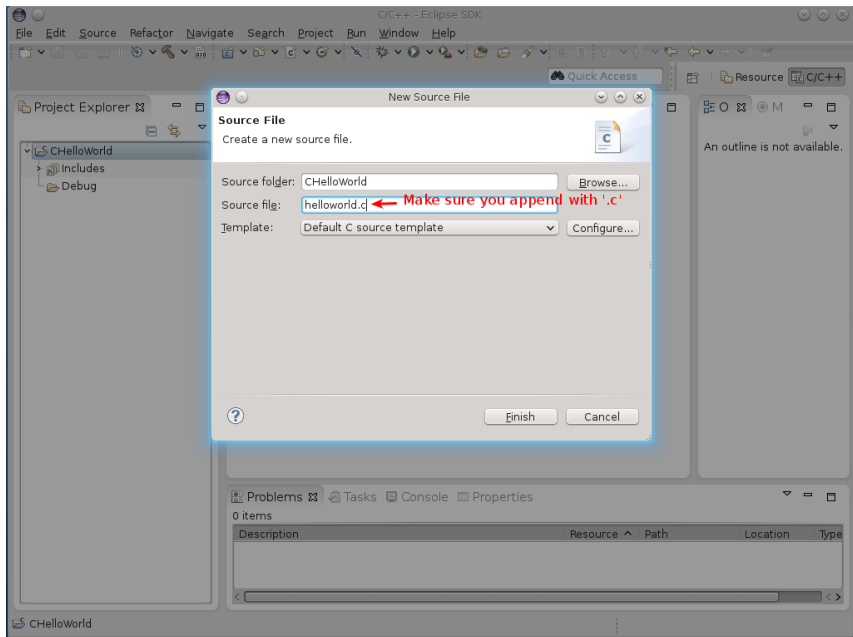 C/C++ - Eclipse SDK
File Edit Source Refactor Navigate Search Project Run Window Help
Quick Access
Resource C/C++
Project Explorer
O M
CHelloWorld
Includes
Debug
An outline is not available.
New Source File
Source File
Create a new source file.
Source folder: CHelloWorld Browse...
Source file: helloworld.c Make sure you append with '.c'
Template: Default C source template Configure...
Finish Cancel
Problems Tasks Console Properties
0 items
Description Resource Path Location Type
CHelloWorld